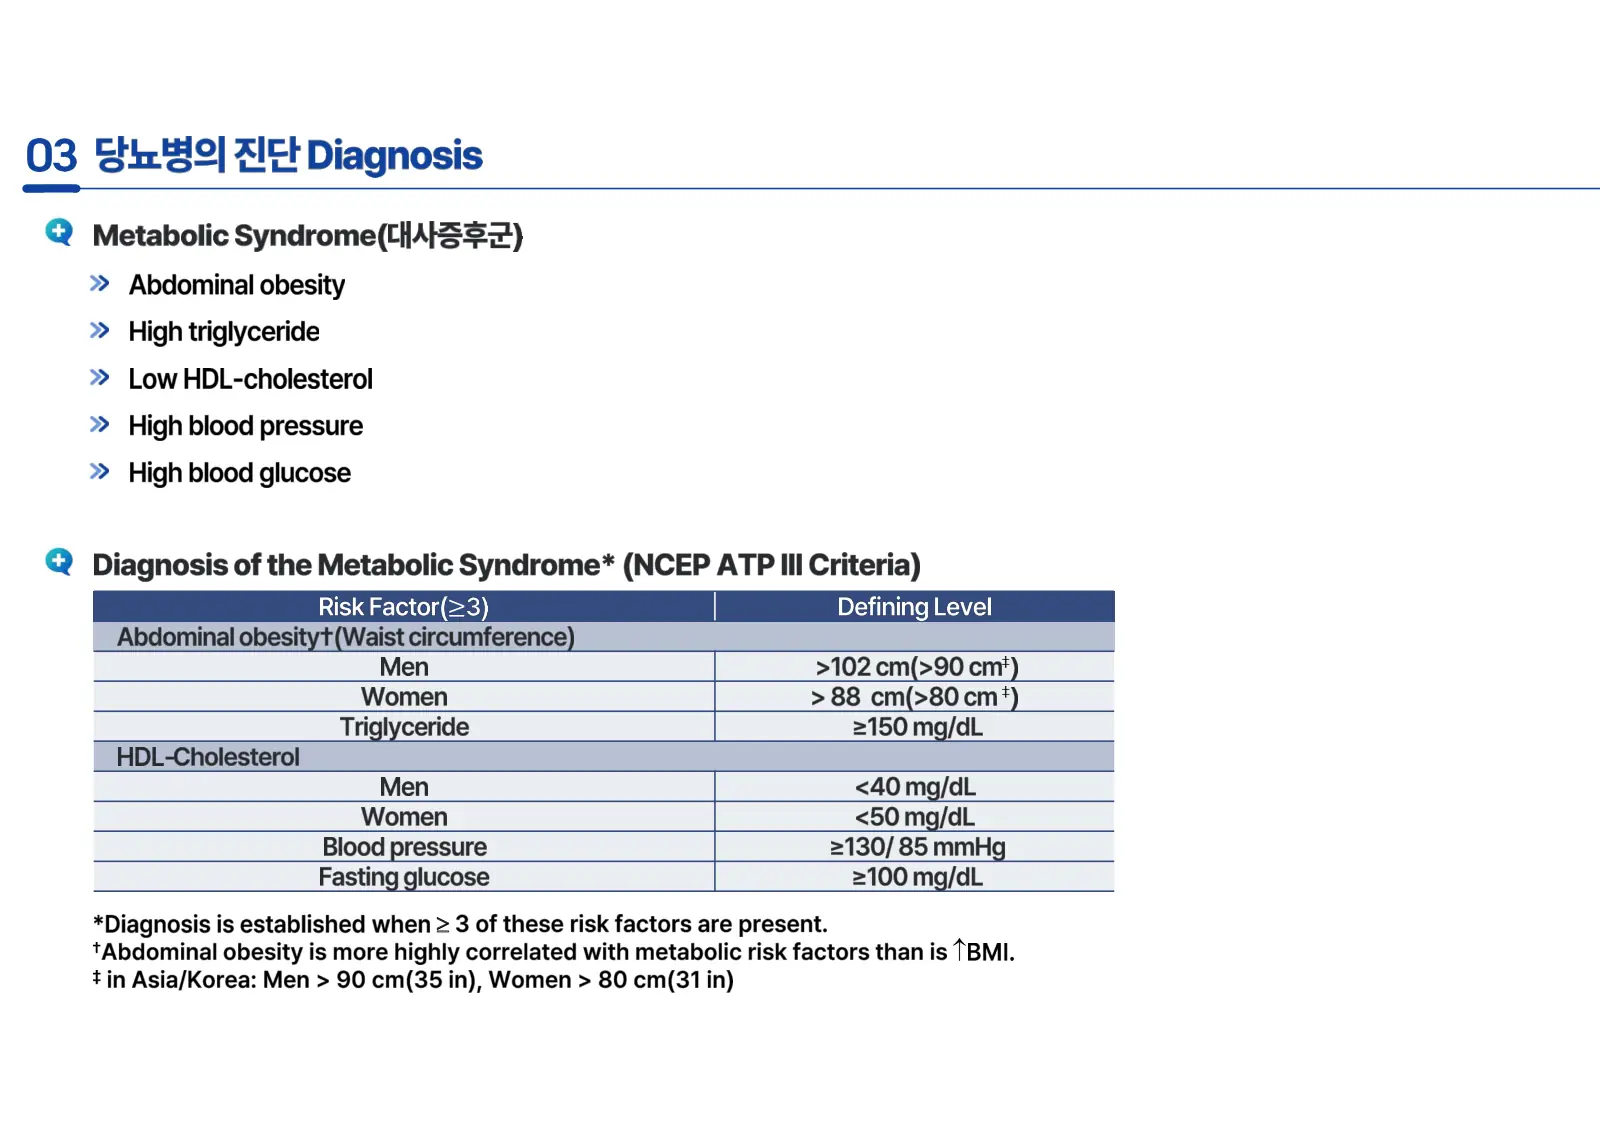 03 당뇨병의 진단 Diagnosis
Metabolic Syndrome(대사증후군)
Abdominal obesity
High triglyceride
Low HDL-cholesterol
High blood pressure
High blood glucose
Diagnosis of the Metabolic Syndrome* (NCEP ATP III Criteria)
Risk Factor(≥3) Defining Level
Abdominal obesity†(Waist circumference)
Men >102 cm(>90 cm‡)
Women > 88 cm(>80 cm ‡)
Triglyceride ≥150 mg/dL
HDL-Cholesterol
Men <40 mg/dL
Women <50 mg/dL
Blood pressure ≥130/ 85 mmHg
Fasting glucose ≥100 mg/dL
*Diagnosis is established when ≥ 3 of these risk factors are present.
†Abdominal obesity is more highly correlated with metabolic risk factors than is ↑BMI.
‡ in Asia/Korea: Men > 90 cm(35 in), Women > 80 cm(31 in)